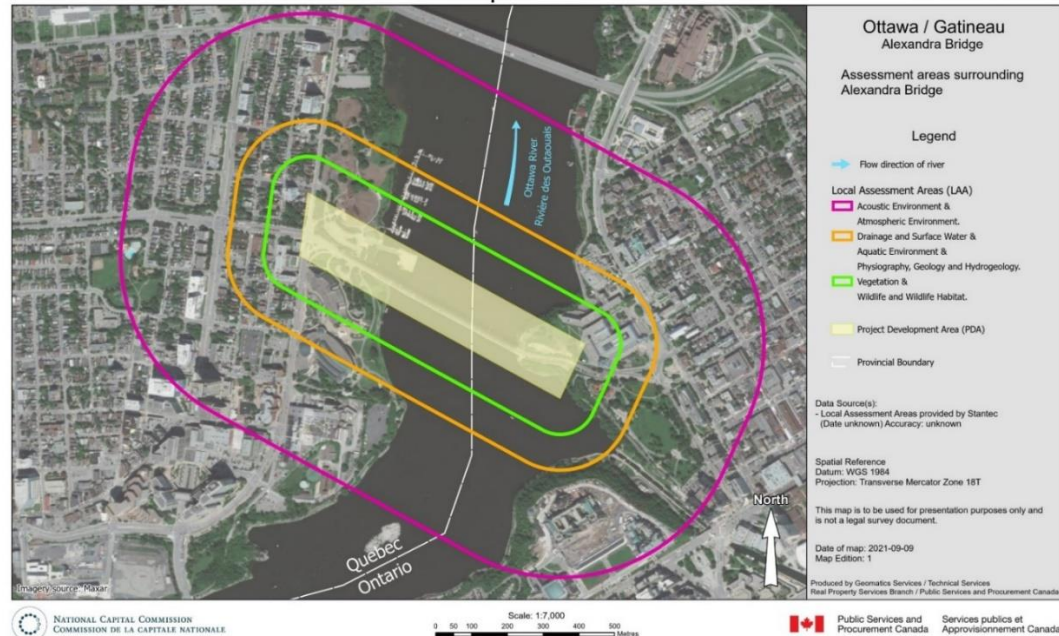 Ottawa / Gatineau
Alexandra Bridge
Assessment areas surrounding
Alexandra Bridge
Legend
Flow direction of river
Local Assessment Areas (LAA)
Acoustic Environment &
Atmospheric Environment.
Drainage and Surface Water &
Aquatic Environment &
Physiography, Geology and Hydrogeology.
Vegetation &
Wildlife and Wildlife Habitat.
Project Development Area (PDA)
Provincial Boundary
Data Source(s):
- Local Assessment Areas provided by Stantec
(Date unknown) Accuracy: unknown
Spatial Reference
Datum: WGS 1984
Projection: Transverse Mercator Zone 18T
This map is to be used for presentation purposes only and
is not a legal survey document.
Date of map: 2021-09-09
Map Edition: 1
Produced by Geomatics Services / Technical Services
Real Property Services Branch / Public Services and Procurement Canada
Ottawa River
Rivière des Outaouais
North
Quebec
Ontario
Imagery source: Maxar
NATIONAL CAPITAL COMMISSION
COMMISSION DE LA CAPITALE NATIONALE
Scale: 1:7,000
0 50 100 200 300 400 500
Metres
Public Services and
Procurement Canada
Services publics et
Approvisionnement Canada